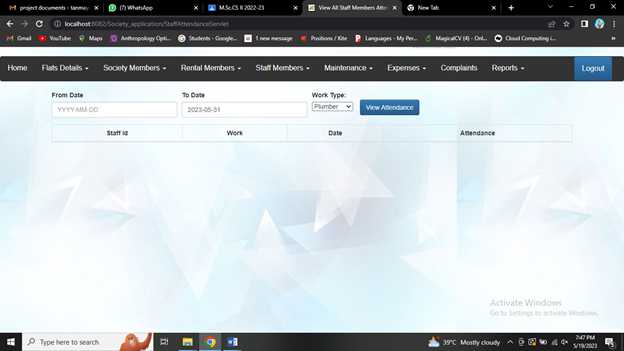 project documents - tanmay
(7) WhatsApp
M.Sc.CS II 2022-23
View All Staff Members Atten
New Tab
localhost:8082/Society_application/StaffAttendanceServlet
Gmail
YouTube
Maps
Anthropology Opti...
Students - Google...
1 new message
Positions / Kite
Languages - My Per...
MagicalCV (4) - Onl...
Cloud Computing i...
Home
Flats Details
Society Members
Rental Members
Staff Members
Maintenance
Expenses
Complaints
Reports
Logout
From Date
To Date
Work Type:
YYYY-MM-DD
2023-05-31
Plumber
View Attendance
Staff Id
Work
Date
Attendance
Activate Windows
Go to Settings to activate Windows.
Type here to search
39°C Mostly cloudy
7:47 PM
5/19/2023